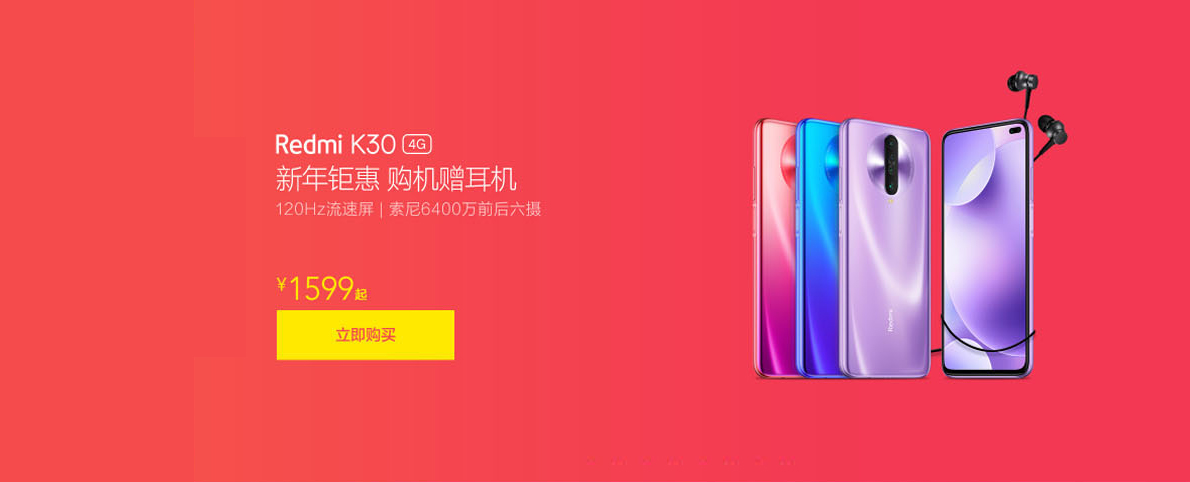 Redmi K30 4G
新年钜惠 购机赠耳机
120Hz流速屏 | 索尼6400万前后六摄
¥1599起
立即购买
Redmi